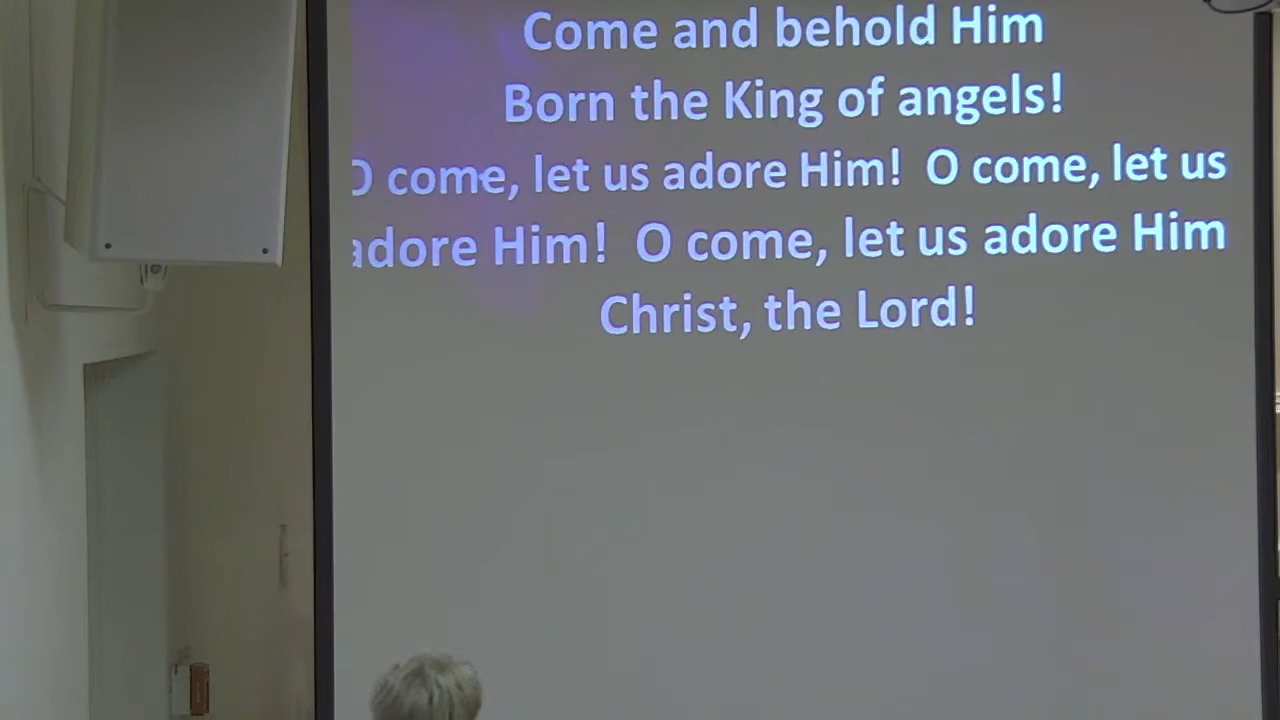 Come and behold Him
Born the King of angels!
O come, let us adore Him!  O come, let us
adore Him!  O come, let us adore Him
Christ, the Lord!